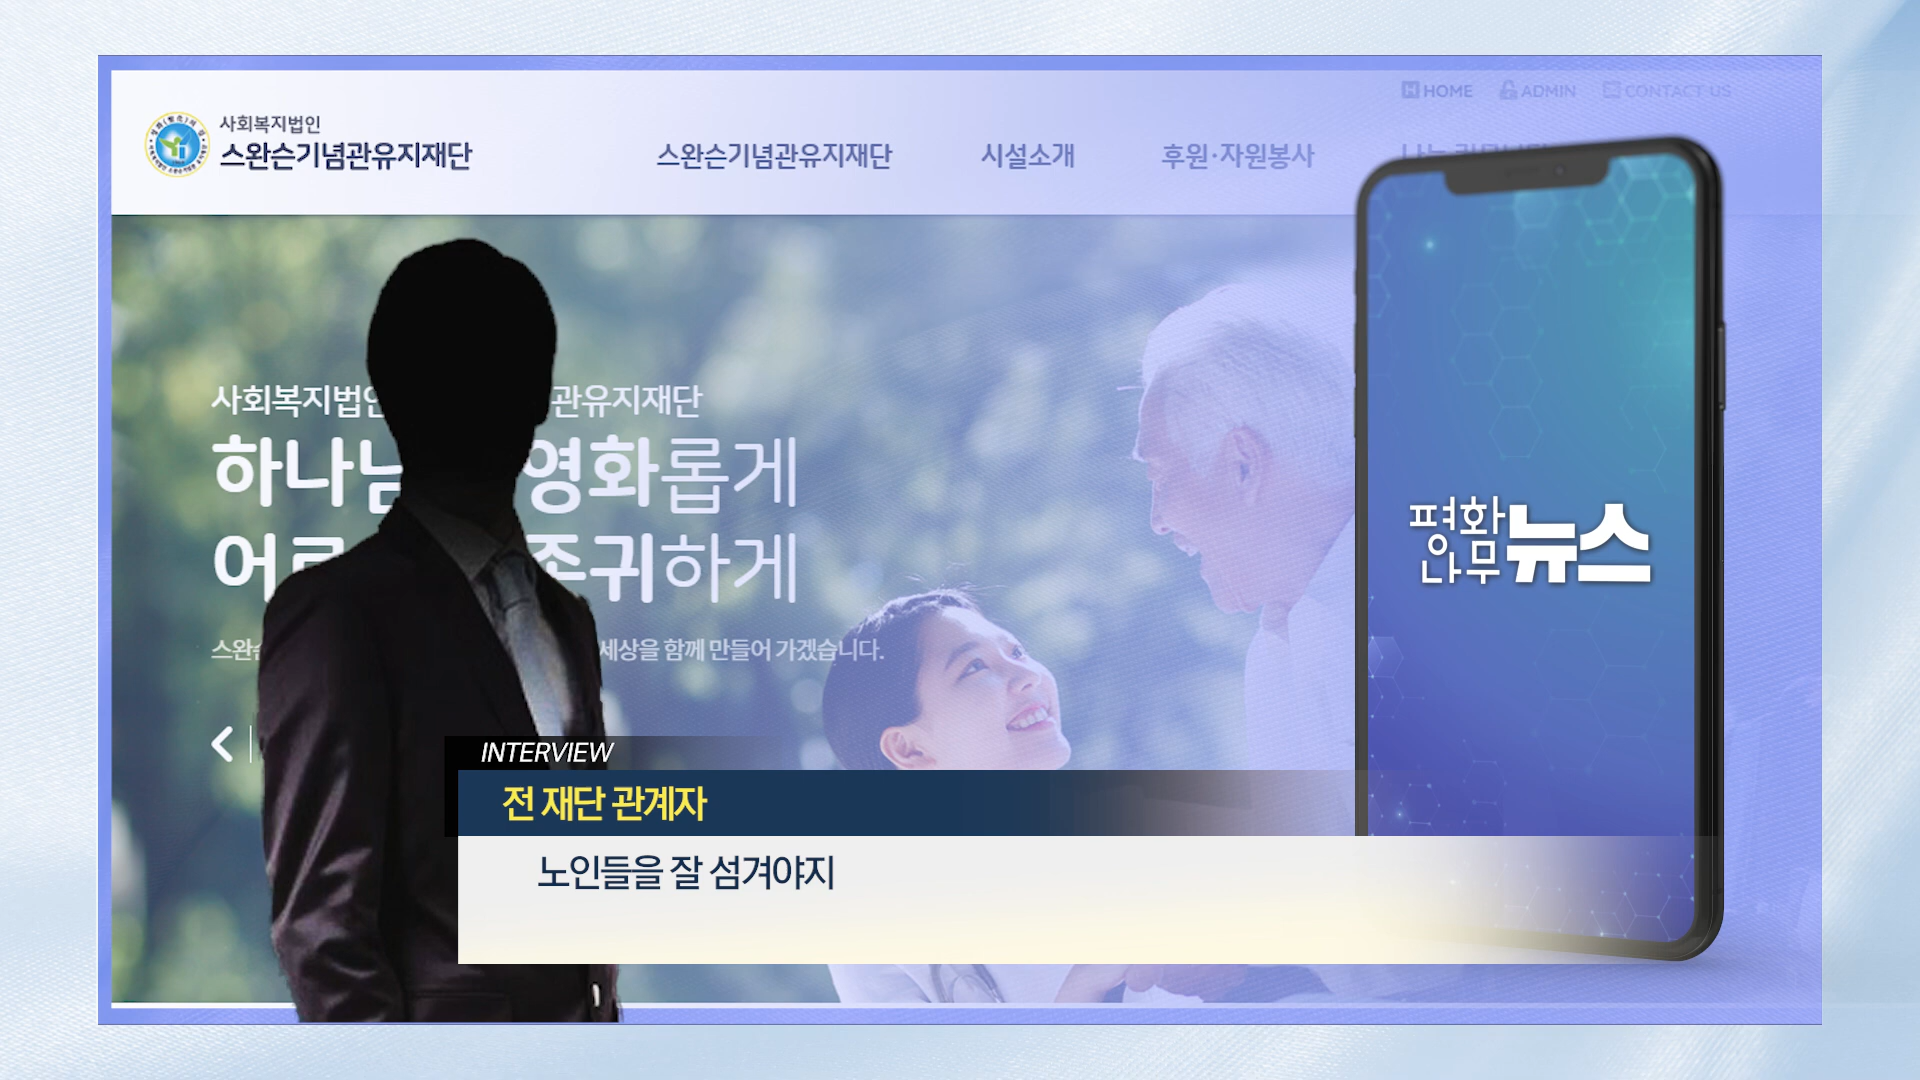 HOME ADMIN CONTACT US
사회복지법인
스완슨기념관유지재단
스완슨기념관유지재단 시설소개 후원·자원봉사
사회복지법인 관유지재단
하나님 영화롭게
어르 존귀하게
스완슨 세상을 함께 만들어 가겠습니다.
평화나무 뉴스
INTERVIEW
전 재단 관계자
노인들을 잘 섬겨야지